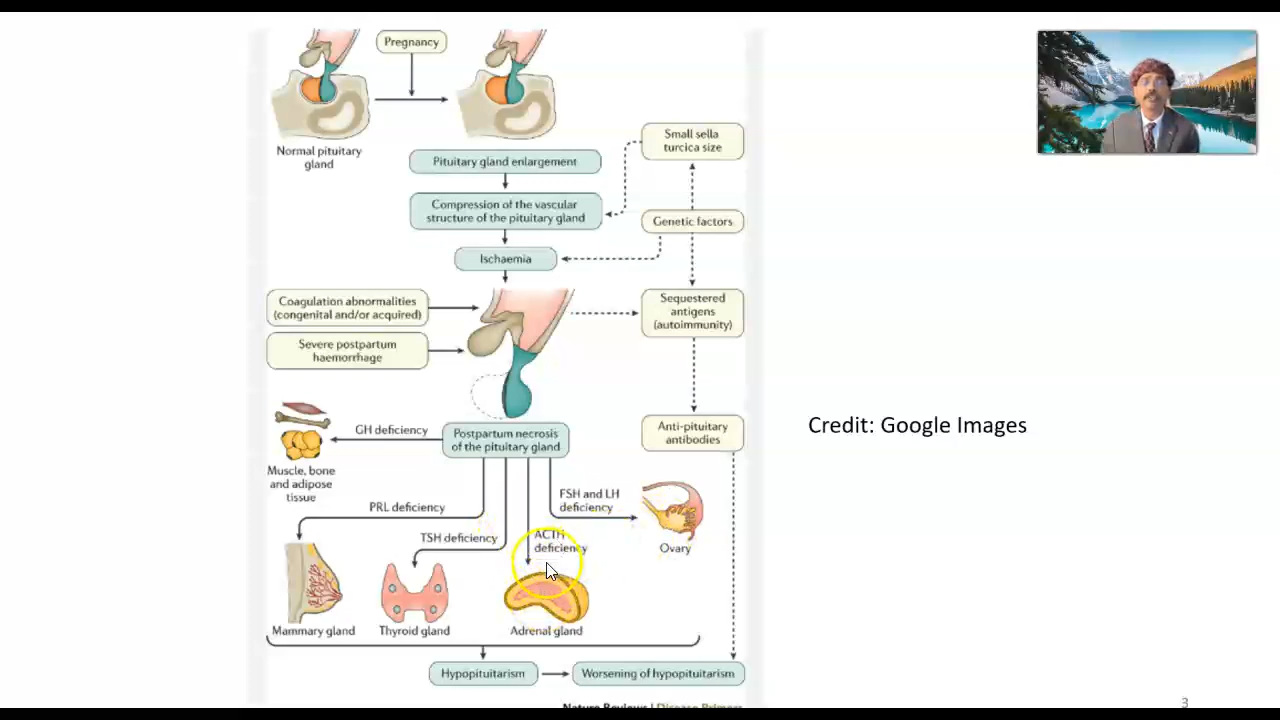 Pregnancy
Normal pituitary
gland
Small sella
turcica size
Pituitary gland enlargement
Compression of the vascular
structure of the pituitary gland
Genetic factors
Ischaemia
Coagulation abnormalities
(congenital and/or acquired)
Sequestered
antigens
(autoimmunity)
Severe postpartum
haemorrhage
Credit: Google Images
GH deficiency
Postpartum necrosis
of the pituitary gland
Anti-pituitary
antibodies
Muscle, bone
and adipose
tissue
PRL deficiency
FSH and LH
deficiency
TSH deficiency
ACTH
deficiency
Ovary
Mammary gland
Thyroid gland
Adrenal gland
Hypopituitarism
Worsening of hypopituitarism
Nature Reviews | Disease Primers
3